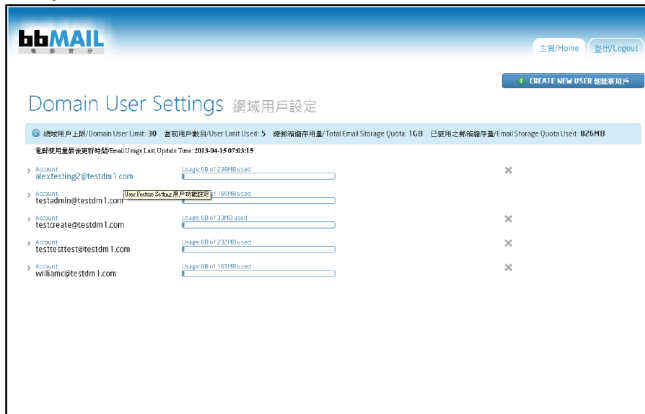 bbMAIL
電郵寄存
主頁/Home 登出/Logout
+ CREATE NEW USER 創建新用戶
Domain User Settings 網域用戶設定
網域用戶上限/Domain User Limit: 30 當前用戶數目/User Limit Used: 5 總郵箱儲存用量/Total Email Storage Quota: 1GB 已使用之郵箱儲存量/Email Storage Quota Used: 826MB
電郵使用量最後更新時間/Email Usage Last Update Time: 2013-04-15 07:03:15
Account: Usage: 0B of 238MB used
alextesting2@testdm1.com
Account: of 160MB used
User Feature Setting 用戶功能設定
testadmin@testdm1.com
Account: Usage: 0B of 33MB used
testcreate@testdm1.com
Account: Usage: 0B of 232MB used
testtesttest@testdm1.com
Account: Usage: 0B of 163MB used
williamc@testdm1.com